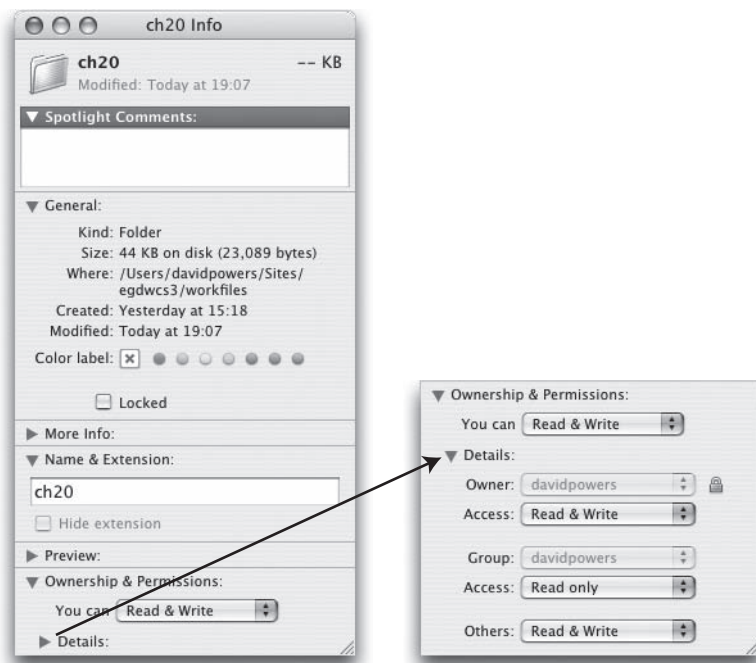 ch20 Info
ch20 -- KB
Modified: Today at 19:07
Spotlight Comments:
General:
Kind: Folder
Size: 44 KB on disk (23,089 bytes)
Where: /Users/davidpowers/Sites/
egdwcs3/workfiles
Created: Yesterday at 15:18
Modified: Today at 19:07
Color label:
Locked
More Info:
Name & Extension:
ch20
Hide extension
Preview:
Ownership & Permissions:
You can Read & Write
Details:
Ownership & Permissions:
You can Read & Write
Details:
Owner: davidpowers
Access: Read & Write
Group: davidpowers
Access: Read only
Others: Read & Write